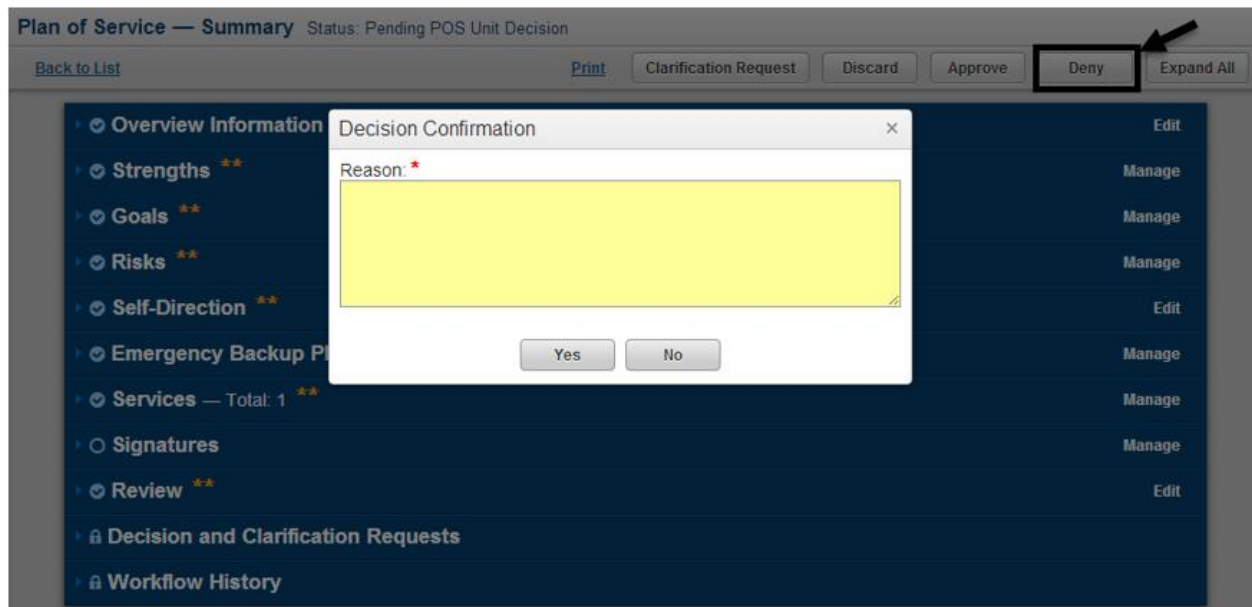 Plan of Service — Summary Status: Pending POS Unit Decision
Back to List Print Clarification Request Discard Approve Deny Expand All
Overview Information Edit
Decision Confirmation ×
Strengths ** Manage
Reason: *
Goals ** Manage
Risks ** Manage
Self-Direction ** Edit
Emergency Backup Manage
Yes No
Services — Total: 1 ** Manage
Signatures Manage
Review ** Edit
Decision and Clarification Requests
Workflow History